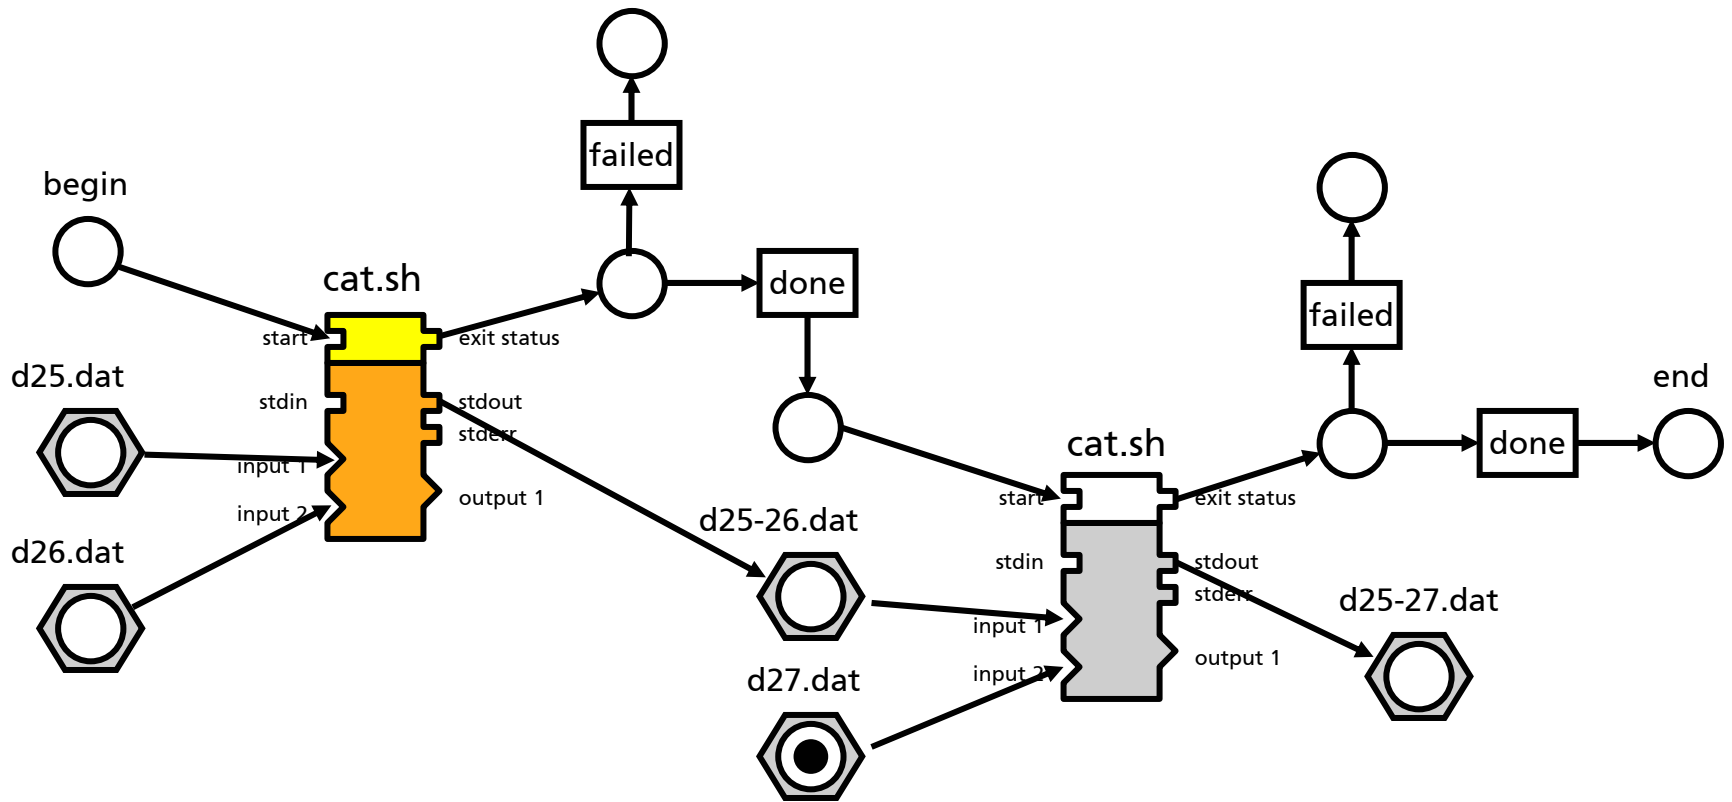 begin
failed
cat.sh
start
exit status
done
d25.dat
stdin
stdout
stderr
input 1
output 1
input 2
d26.dat
d25-26.dat
d27.dat
failed
cat.sh
start
exit status
done
end
stdin
stdout
stderr
input 1
output 1
input 2
d25-27.dat